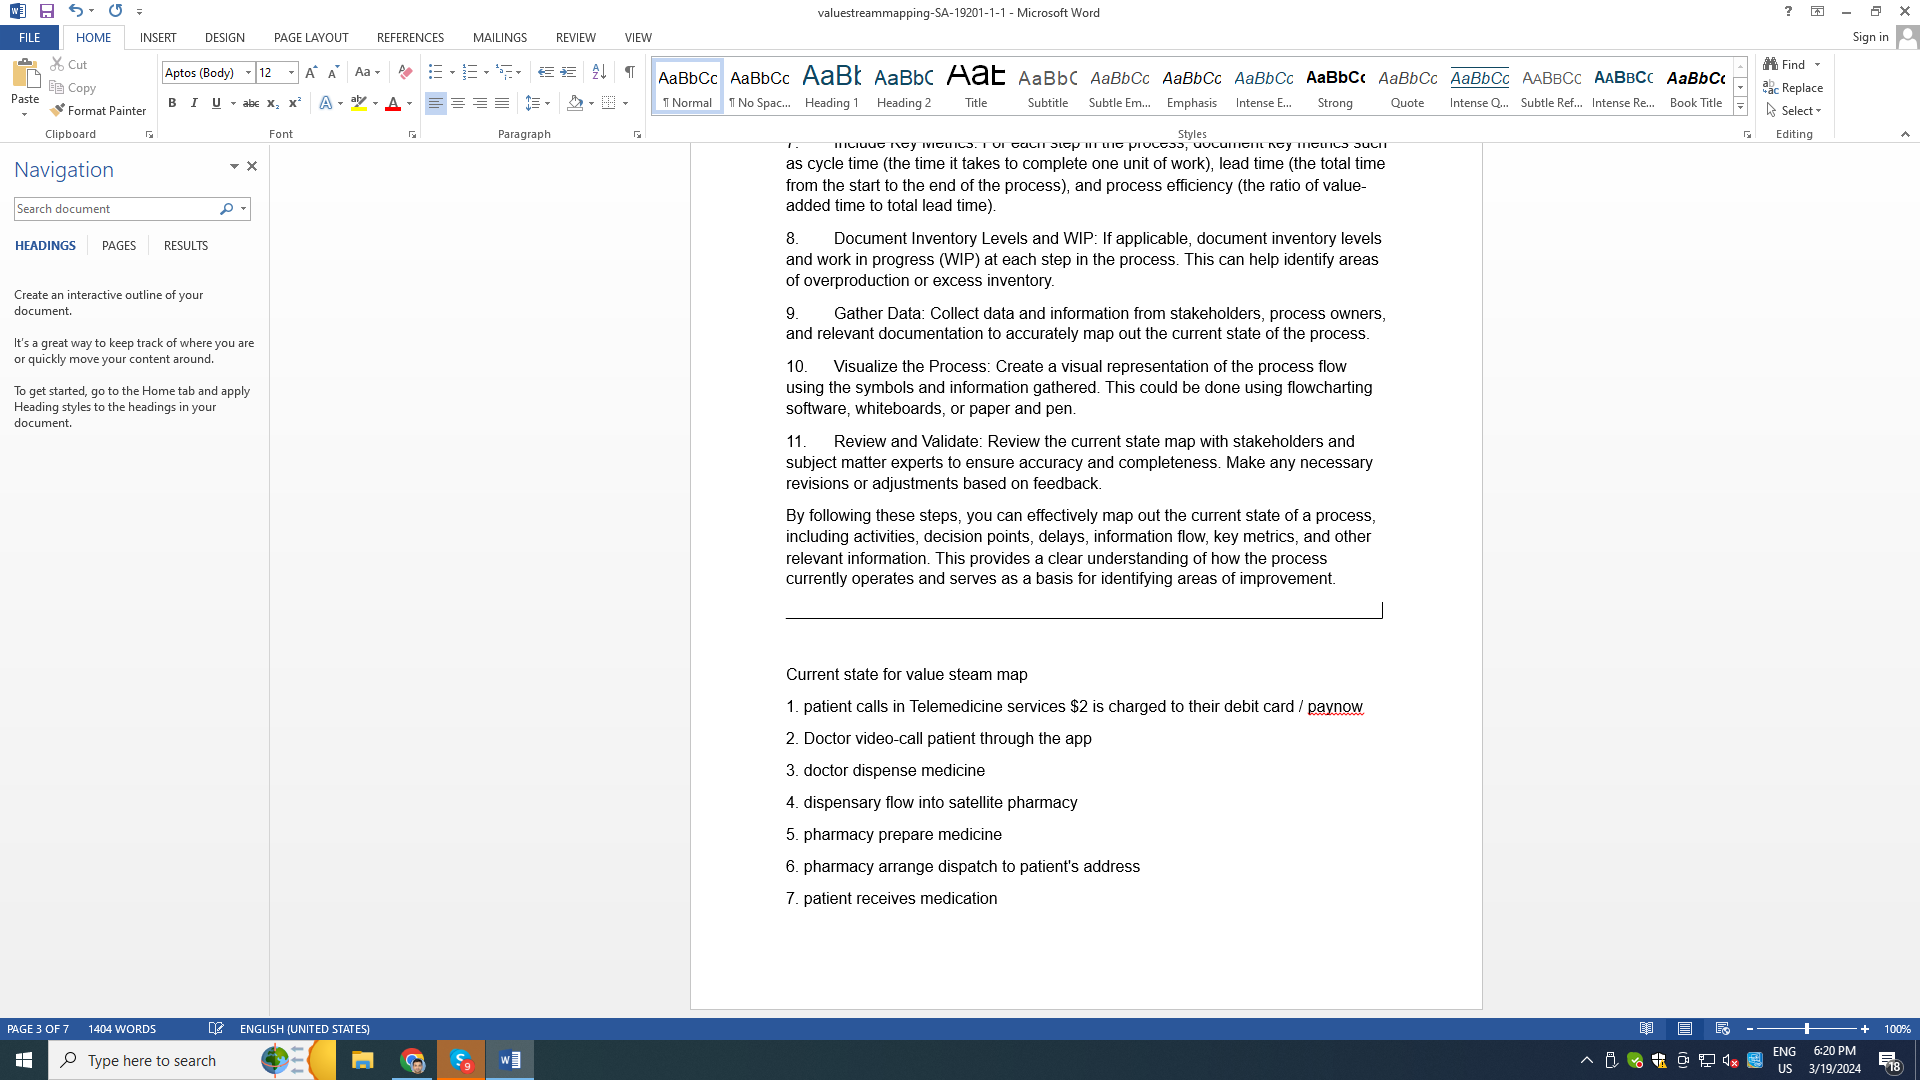 valuestreammapping-SA-19201-1-1 - Microsoft Word
FILE HOME INSERT DESIGN PAGE LAYOUT REFERENCES MAILINGS REVIEW VIEW Sign in
Cut
Copy
Format Painter
Paste
Clipboard
Aptos (Body) 12
Font
Paragraph
AaBbCc AaBbCc AaBb AaBbC AaB AaBbC AaBbCc AaBbCc AaBbCc AaBbCc AaBbCc AaBbCc AaBbCc AaBbCc AaBbCc
¶ Normal ¶ No Spac... Heading 1 Heading 2 Title Subtitle Subtle Em... Emphasis Intense E... Strong Quote Intense Q... Subtle Ref... Intense Re... Book Title
Styles
Find
Replace
Select
Editing
Navigation
Search document
HEADINGS PAGES RESULTS
Create an interactive outline of your
document.
It's a great way to keep track of where you are
or quickly move your content around.
To get started, go to the Home tab and apply
Heading styles to the headings in your
document.
7. Include Key Metrics: For each step in the process, document key metrics such
as cycle time (the time it takes to complete one unit of work), lead time (the total time
from the start to the end of the process), and process efficiency (the ratio of value-
added time to total lead time).
8. Document Inventory Levels and WIP: If applicable, document inventory levels
and work in progress (WIP) at each step in the process. This can help identify areas
of overproduction or excess inventory.
9. Gather Data: Collect data and information from stakeholders, process owners,
and relevant documentation to accurately map out the current state of the process.
10. Visualize the Process: Create a visual representation of the process flow
using the symbols and information gathered. This could be done using flowcharting
software, whiteboards, or paper and pen.
11. Review and Validate: Review the current state map with stakeholders and
subject matter experts to ensure accuracy and completeness. Make any necessary
revisions or adjustments based on feedback.
By following these steps, you can effectively map out the current state of a process,
including activities, decision points, delays, information flow, key metrics, and other
relevant information. This provides a clear understanding of how the process
currently operates and serves as a basis for identifying areas of improvement.
Current state for value steam map
1. patient calls in Telemedicine services $2 is charged to their debit card / paynow
2. Doctor video-call patient through the app
3. doctor dispense medicine
4. dispensary flow into satellite pharmacy
5. pharmacy prepare medicine
6. pharmacy arrange dispatch to patient's address
7. patient receives medication
PAGE 3 OF 7 1404 WORDS ENGLISH (UNITED STATES) 100%
Type here to search
9
ENG
US
6:20 PM
3/19/2024
18